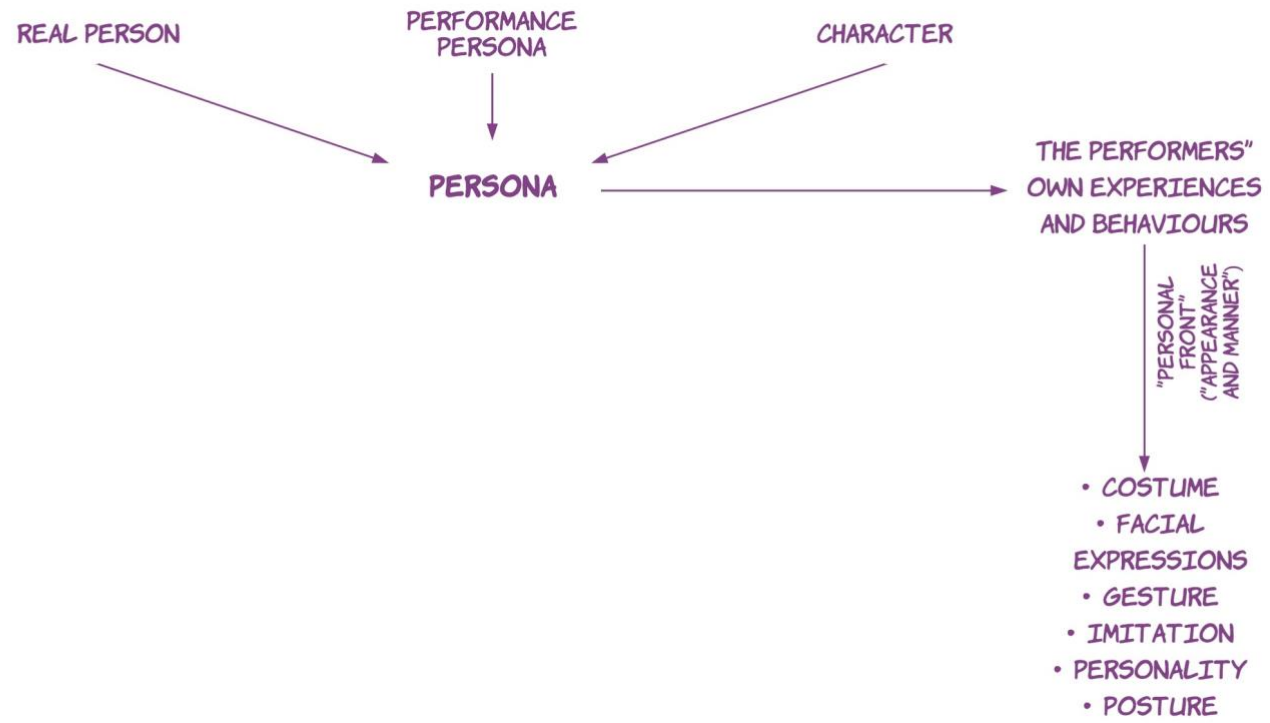 REAL PERSON
PERFORMANCE
PERSONA
CHARACTER
PERSONA
THE PERFORMERS"
OWN EXPERIENCES
AND BEHAVIOURS
"PERSONAL
FRONT"
("APPEARANCE
AND MANNER")
• COSTUME
• FACIAL
EXPRESSIONS
• GESTURE
• IMITATION
• PERSONALITY
• POSTURE